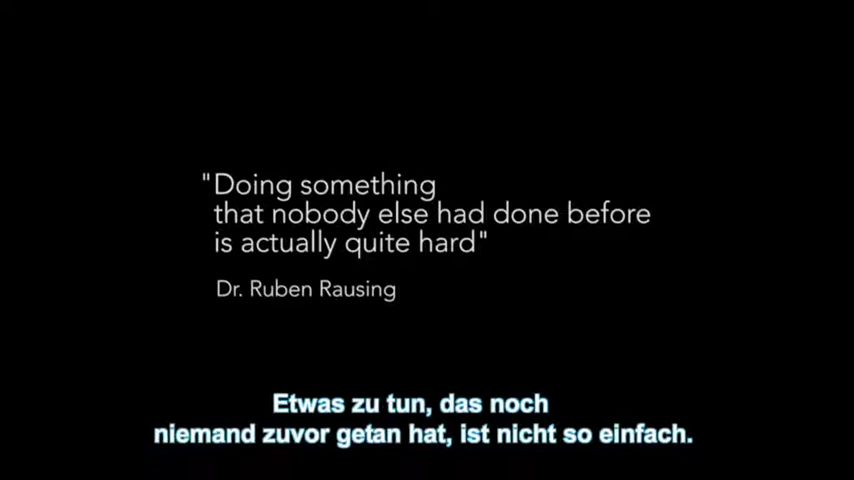 "Doing something
that nobody else had done before
is actually quite hard"
Dr. Ruben Rausing
Etwas zu tun, das noch
niemand zuvor getan hat, ist nicht so einfach.